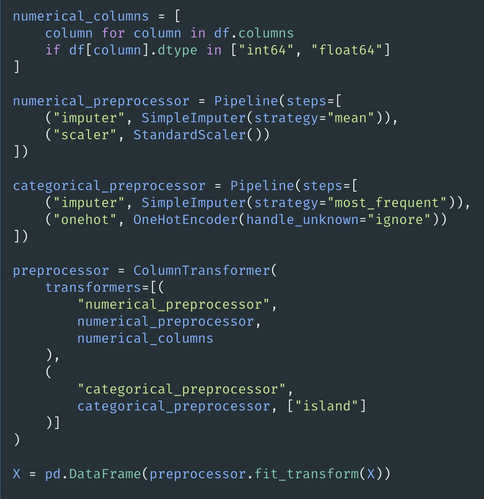 numerical_columns = [
    column for column in df.columns
    if df[column].dtype in ["int64", "float64"]
]

numerical_preprocessor = Pipeline(steps=[
    ("imputer", SimpleImputer(strategy="mean")),
    ("scaler", StandardScaler())
])

categorical_preprocessor = Pipeline(steps=[
    ("imputer", SimpleImputer(strategy="most_frequent")),
    ("onehot", OneHotEncoder(handle_unknown="ignore"))
])

preprocessor = ColumnTransformer(
    transformers=[(
        "numerical_preprocessor",
        numerical_preprocessor,
        numerical_columns
    ),
    (
        "categorical_preprocessor",
        categorical_preprocessor, ["island"]
    )]
)

X = pd.DataFrame(preprocessor.fit_transform(X))